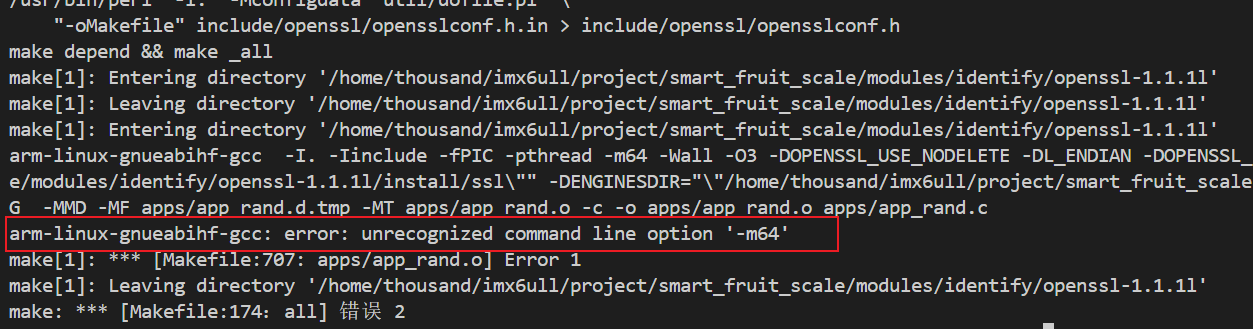 /usr/bin/perl "-I." -Mconfigdata "util/dofile.pl" \
"-oMakefile" include/openssl/opensslconf.h.in > include/openssl/opensslconf.h
make depend && make _all
make[1]: Entering directory '/home/thousand/imx6ull/project/smart_fruit_scale/modules/identify/openssl-1.1.1l'
make[1]: Leaving directory '/home/thousand/imx6ull/project/smart_fruit_scale/modules/identify/openssl-1.1.1l'
make[1]: Entering directory '/home/thousand/imx6ull/project/smart_fruit_scale/modules/identify/openssl-1.1.1l'
arm-linux-gnueabihf-gcc  -I. -Iinclude -fPIC -pthread -m64 -Wall -O3 -DOPENSSL_USE_NODELETE -DL_ENDIAN -DOPENSSL_
e/modules/identify/openssl-1.1.1l/install/ssl\"" -DENGINESDIR="\"/home/thousand/imx6ull/project/smart_fruit_scale
G  -MMD -MF apps/app_rand.d.tmp -MT apps/app_rand.o -c -o apps/app_rand.o apps/app_rand.c
arm-linux-gnueabihf-gcc: error: unrecognized command line option '-m64'
make[1]: *** [Makefile:707: apps/app_rand.o] Error 1
make[1]: Leaving directory '/home/thousand/imx6ull/project/smart_fruit_scale/modules/identify/openssl-1.1.1l'
make: *** [Makefile:174：all] 错误 2